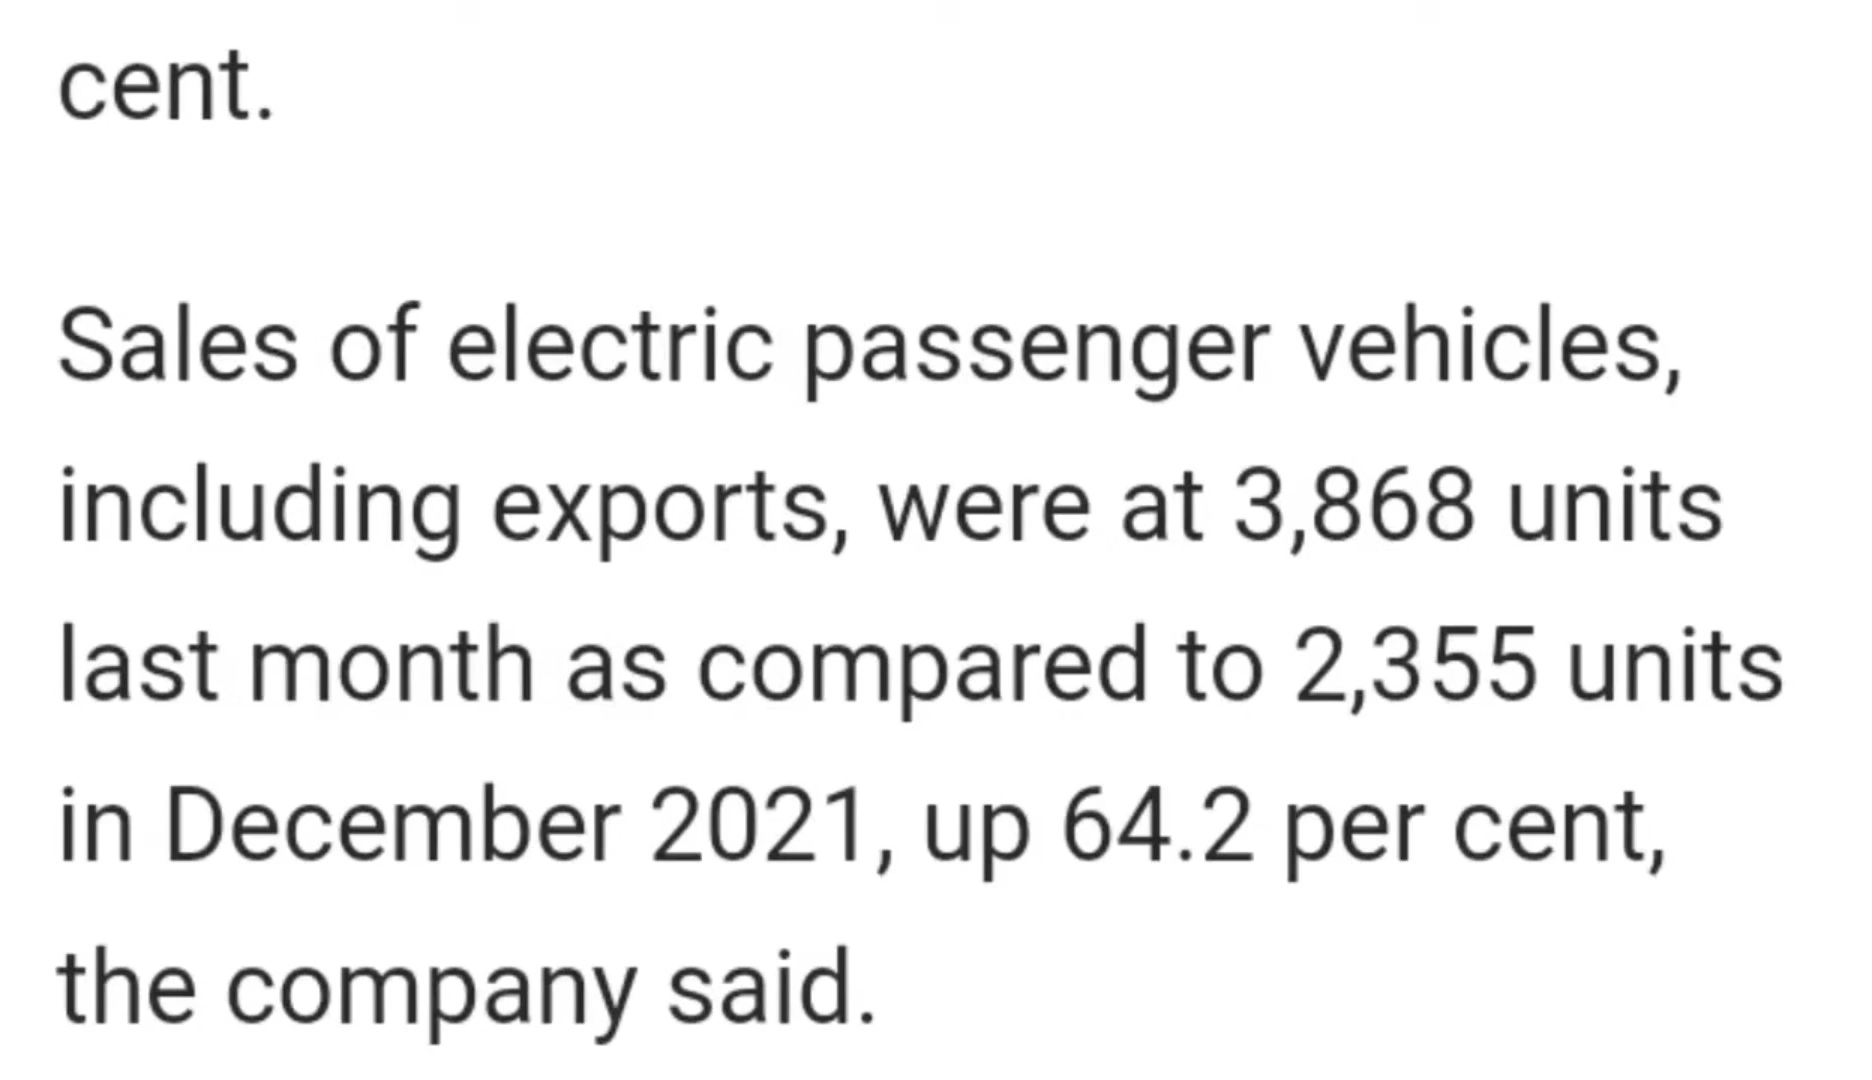 cent.
Sales of electric passenger vehicles,
including exports, were at 3,868 units
last month as compared to 2,355 units
in December 2021, up 64.2 per cent,
the company said.